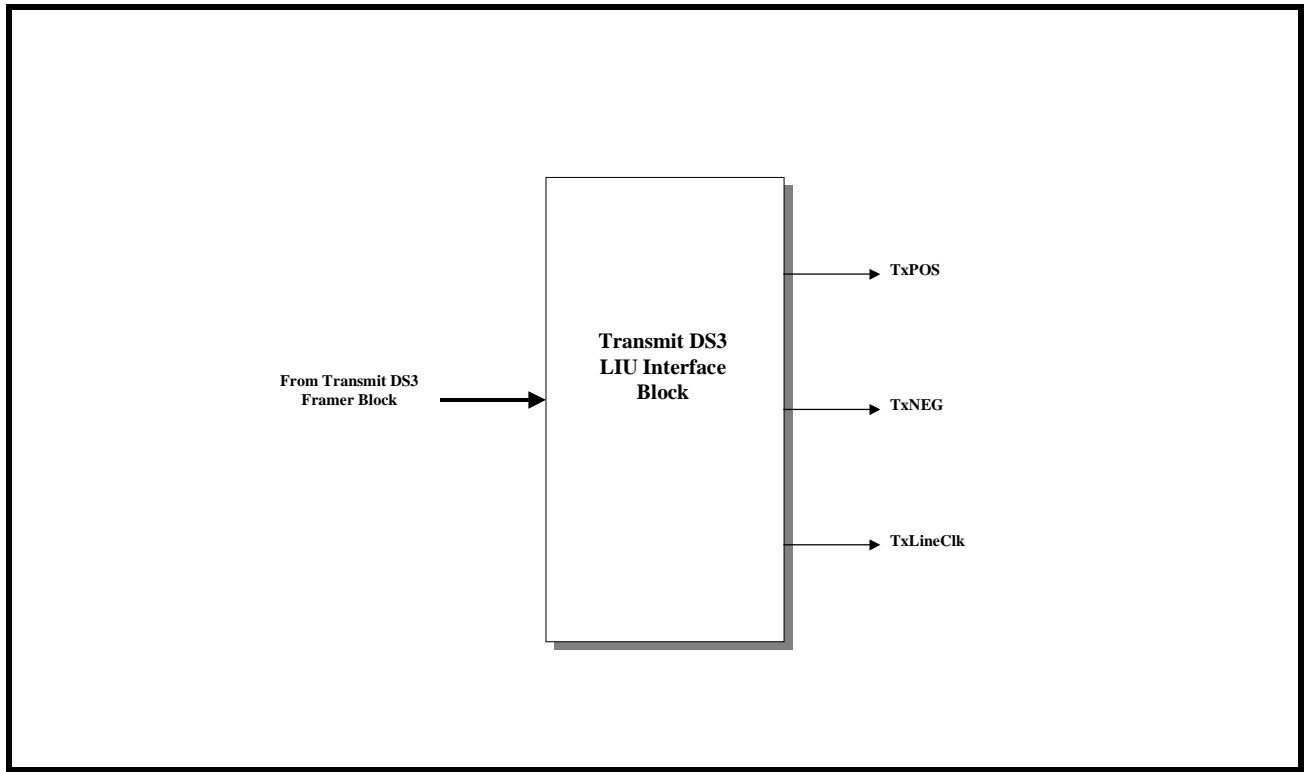 From Transmit DS3
Framer Block
Transmit DS3
LIU Interface
Block
TxPOS
TxNEG
TxLineClk